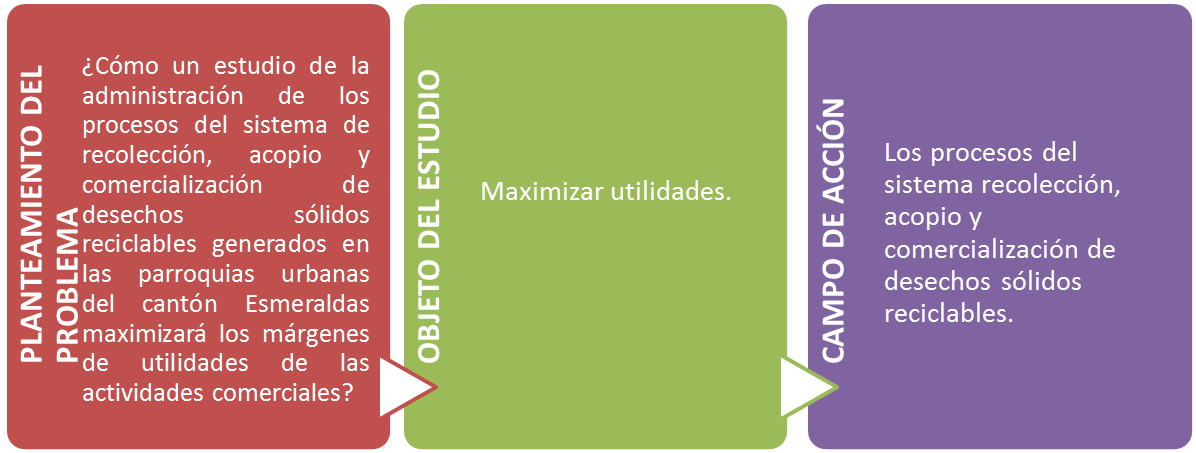 PLANTEAMIENTO DEL
PROBLEMA
¿Cómo un estudio de la
administración de los
procesos del sistema de
recolección, acopio y
comercialización de
desechos sólidos
reciclables generados en
las parroquias urbanas
del cantón Esmeraldas
maximizará los márgenes
de utilidades de las
actividades comerciales?
OBJETO DEL ESTUDIO
Maximizar utilidades.
CAMPO DE ACCIÓN
Los procesos del
sistema recolección,
acopio y
comercialización de
desechos sólidos
reciclables.